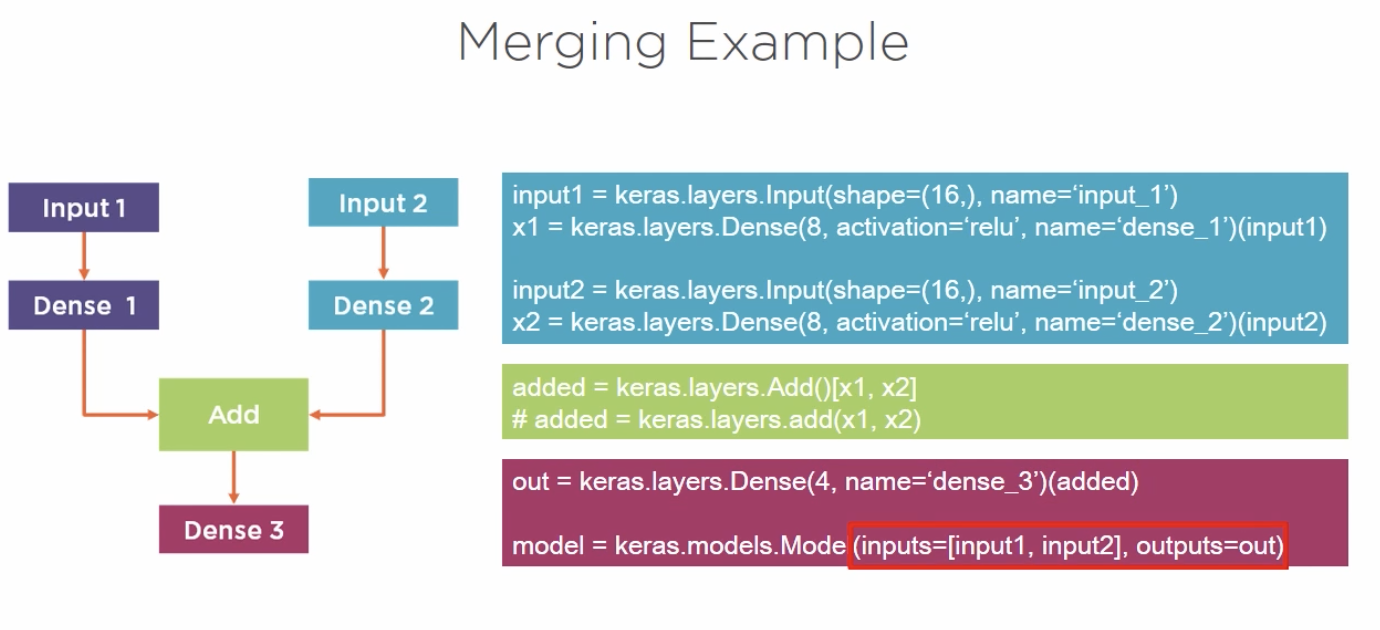 Merging Example
Input 1
Input 2
Dense 1
Dense 2
Add
Dense 3
input1 = keras.layers.Input(shape=(16,), name=‘input_1’)
x1 = keras.layers.Dense(8, activation=‘relu’, name=‘dense_1’)(input1)
input2 = keras.layers.Input(shape=(16,), name=‘input_2’)
x2 = keras.layers.Dense(8, activation=‘relu’, name=‘dense_2’)(input2)
added = keras.layers.Add()[x1, x2]
# added = keras.layers.add(x1, x2)
out = keras.layers.Dense(4, name=‘dense_3’)(added)
model = keras.models.Mode(inputs=[input1, input2], outputs=out)